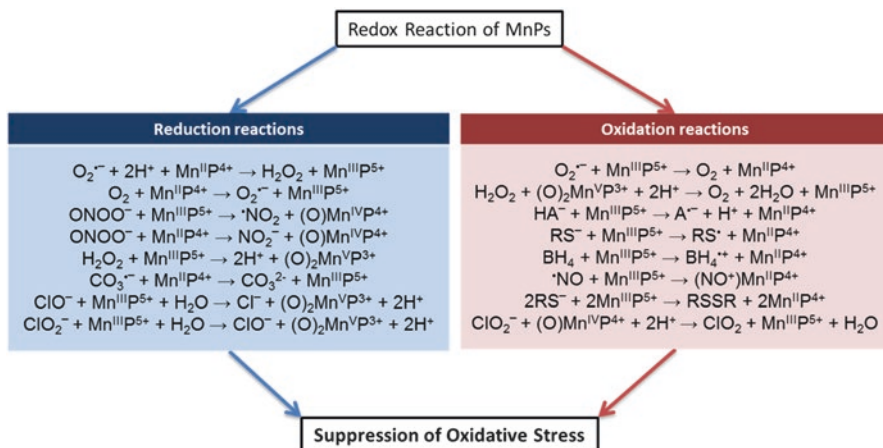 Redox Reaction of MnPs
Reduction reactions
O₂•⁻ + 2H⁺ + MnᴵᴵP⁴⁺ → H₂O₂ + MnᴵᴵᴵP⁵⁺
O₂ + MnᴵᴵP⁴⁺ → O₂•⁻ + MnᴵᴵᴵP⁵⁺
ONOO⁻ + MnᴵᴵᴵP⁵⁺ → •NO₂ + (O)MnᴵⱽP⁴⁺
ONOO⁻ + MnᴵᴵP⁴⁺ → NO₂⁻ + (O)MnᴵⱽP⁴⁺
H₂O₂ + MnᴵᴵᴵP⁵⁺ → 2H⁺ + (O)₂MnⱽP³⁺
CO₃•⁻ + MnᴵᴵP⁴⁺ → CO₃²⁻ + MnᴵᴵᴵP⁵⁺
ClO⁻ + MnᴵᴵᴵP⁵⁺ + H₂O → Cl⁻ + (O)₂MnⱽP³⁺ + 2H⁺
ClO₂⁻ + MnᴵᴵᴵP⁵⁺ + H₂O → ClO⁻ + (O)₂MnⱽP³⁺ + 2H⁺
Oxidation reactions
O₂•⁻ + MnᴵᴵᴵP⁵⁺ → O₂ + MnᴵᴵP⁴⁺
H₂O₂ + (O)₂MnⱽP³⁺ + 2H⁺ → O₂ + 2H₂O + MnᴵᴵᴵP⁵⁺
HA⁻ + MnᴵᴵᴵP⁵⁺ → A•⁻ + H⁺ + MnᴵᴵP⁴⁺
RS⁻ + MnᴵᴵᴵP⁵⁺ → RS• + MnᴵᴵP⁴⁺
BH₄ + MnᴵᴵᴵP⁵⁺ → BH₄•⁺ + MnᴵᴵP⁴⁺
•NO + MnᴵᴵᴵP⁵⁺ → (NO⁺)MnᴵᴵP⁴⁺
2RS⁻ + 2MnᴵᴵᴵP⁵⁺ → RSSR + 2MnᴵᴵP⁴⁺
ClO₂⁻ + (O)MnᴵⱽP⁴⁺ + 2H⁺ → ClO₂ + MnᴵᴵᴵP⁵⁺ + H₂O
Suppression of Oxidative Stress